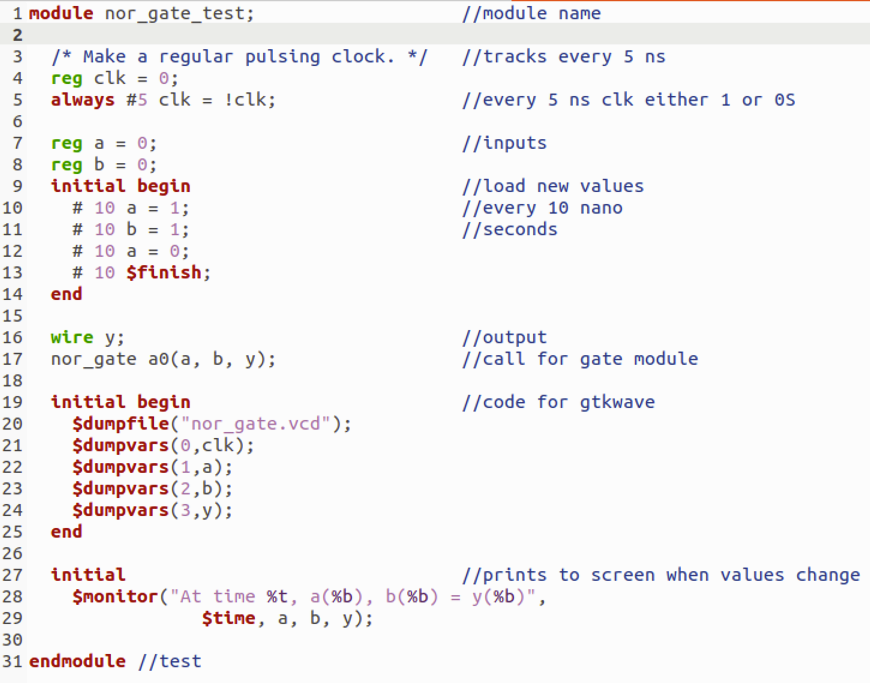 1 module nor_gate_test; //module name
2
3 /* Make a regular pulsing clock. */ //tracks every 5 ns
4 reg clk = 0;
5 always #5 clk = !clk; //every 5 ns clk either 1 or 0S
6
7 reg a = 0; //inputs
8 reg b = 0;
9 initial begin //load new values
10 # 10 a = 1; //every 10 nano
11 # 10 b = 1; //seconds
12 # 10 a = 0;
13 # 10 $finish;
14 end
15
16 wire y; //output
17 nor_gate a0(a, b, y); //call for gate module
18
19 initial begin //code for gtkwave
20 $dumpfile("nor_gate.vcd");
21 $dumpvars(0,clk);
22 $dumpvars(1,a);
23 $dumpvars(2,b);
24 $dumpvars(3,y);
25 end
26
27 initial //prints to screen when values change
28 $monitor("At time %t, a(%b), b(%b) = y(%b)",
29 $time, a, b, y);
30
31 endmodule //test